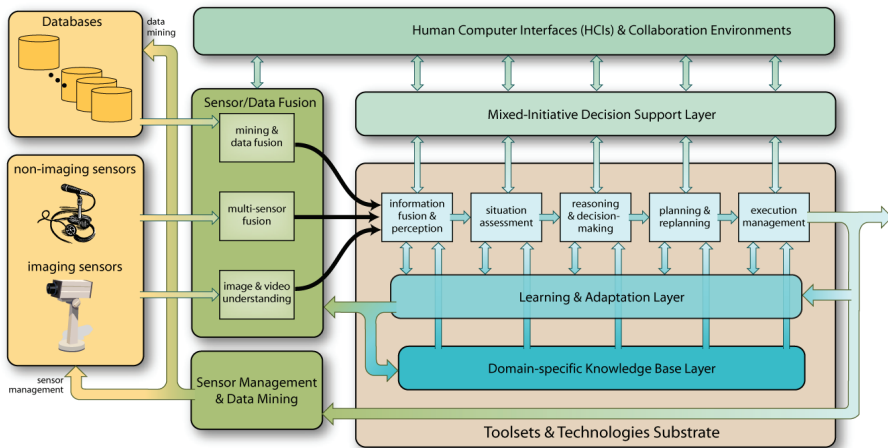 Databases
data
mining
Human Computer Interfaces (HCIs) & Collaboration Environments
Sensor/Data Fusion
mining &
data fusion
Mixed-Initiative Decision Support Layer
non-imaging sensors
multi-sensor
fusion
information
fusion &
perception
situation
assessment
reasoning
& decision-
making
planning &
replanning
execution
management
imaging sensors
image & video
understanding
Learning & Adaptation Layer
Domain-specific Knowledge Base Layer
sensor
management
Sensor Management
& Data Mining
Toolsets & Technologies Substrate